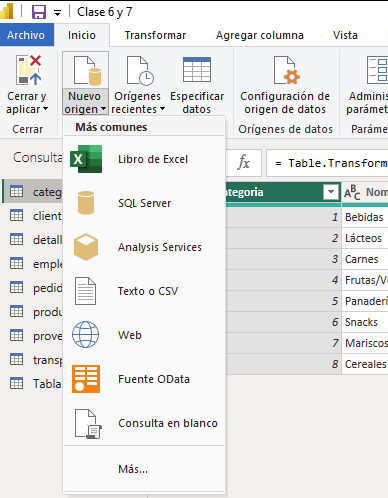 Clase 6 y 7
Archivo Inicio Transformar Agregar columna Vista
Cerrar y aplicar
Nuevo origen
Orígenes recientes
Especificar datos
Configuración de origen de datos
Adminis
paráme
Cerrar
Orígenes de datos
Paráme
Más comunes
Libro de Excel
SQL Server
Analysis Services
Texto o CSV
Web
Fuente OData
Consulta en blanco
Más...
Consulta
categ
client
detall
emple
pedid
produ
prove
transp
Tabla
fx
= Table.Transform
ategoria
ABC Nom
1 Bebidas
2 Lácteos
3 Carnes
4 Frutas/Ve
5 Panaderí
6 Snacks
7 Mariscos
8 Cereales